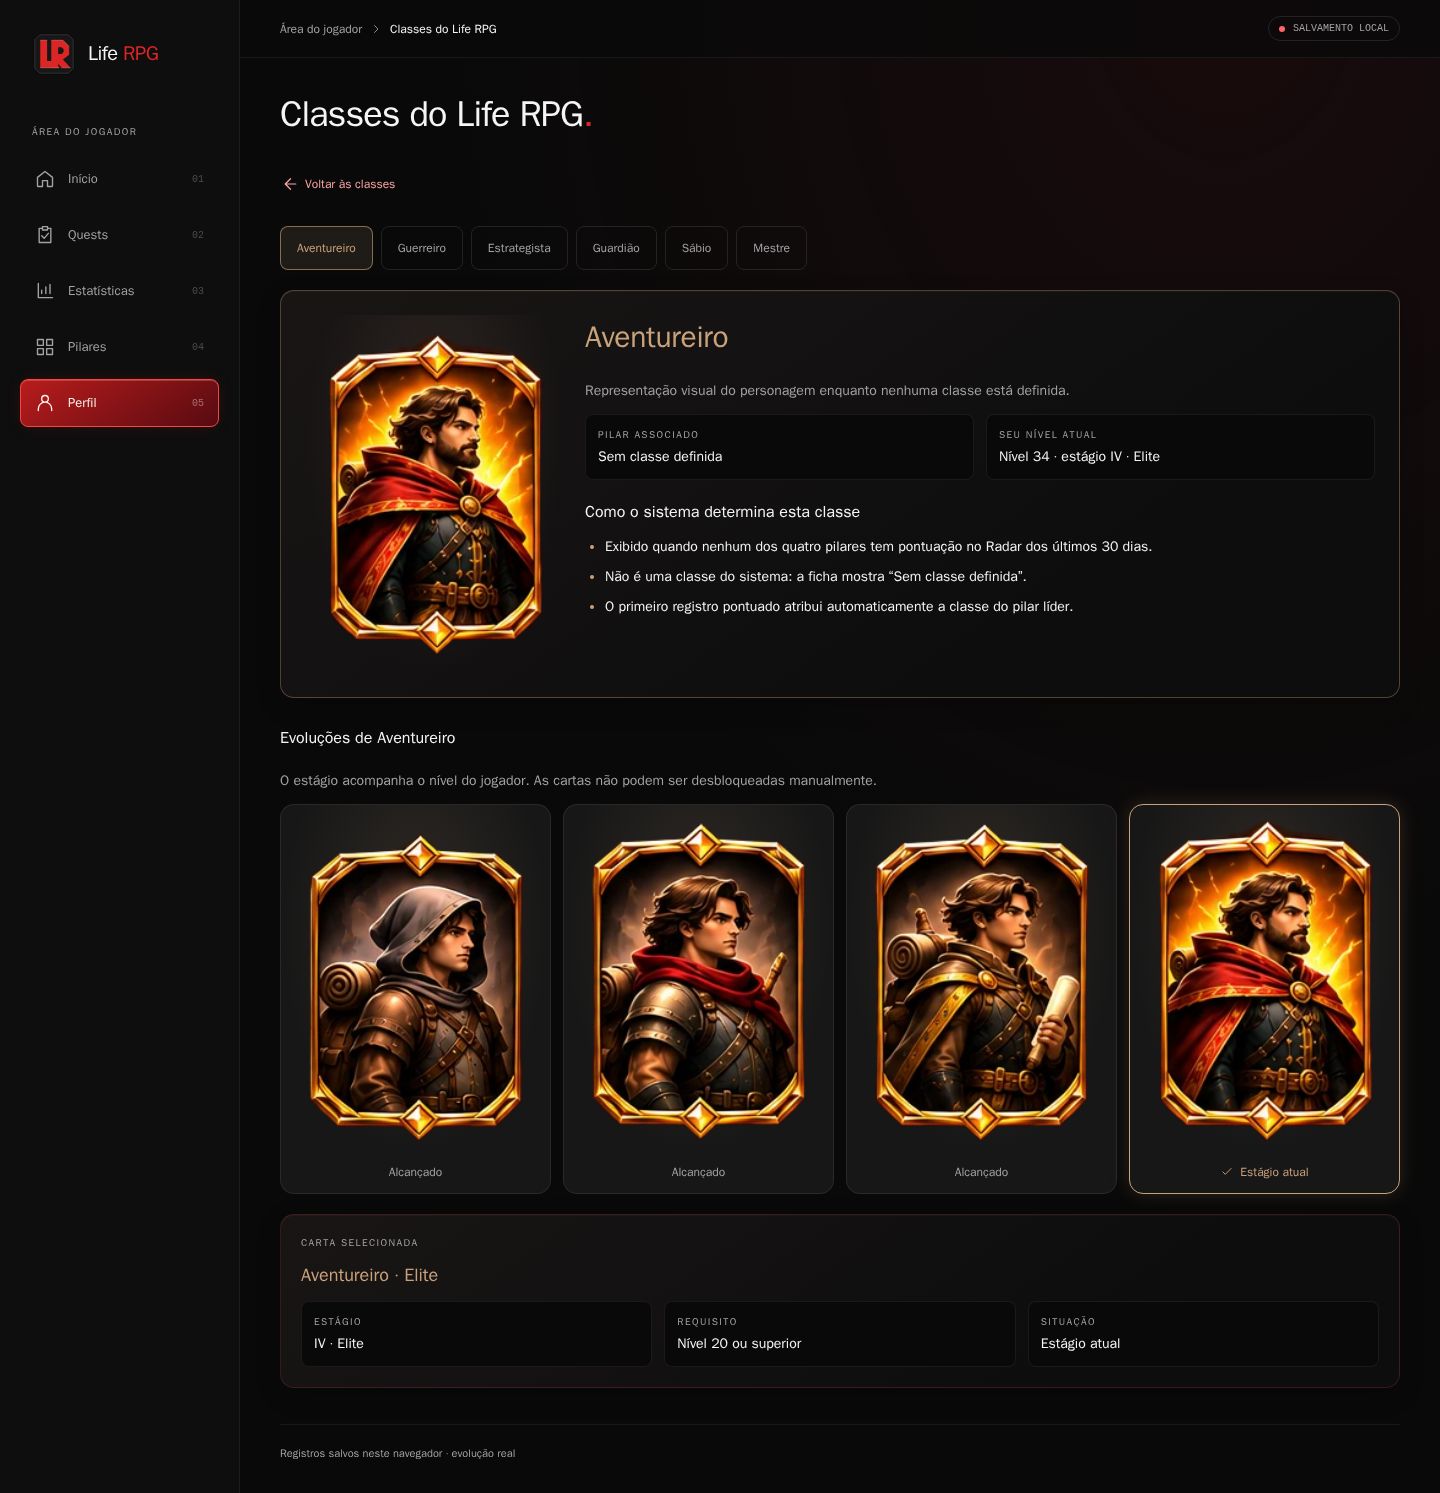 Life RPG
ÁREA DO JOGADOR
Início 01
Quests 02
Estatísticas 03
Pilares 04
Perfil 05
Área do jogador > Classes do Life RPG
SALVAMENTO LOCAL
Classes do Life RPG.
← Voltar às classes
Aventureiro Guerreiro Estrategista Guardião Sábio Mestre
Aventureiro
Representação visual do personagem enquanto nenhuma classe está definida.
PILAR ASSOCIADO
Sem classe definida
SEU NÍVEL ATUAL
Nível 34 · estágio IV · Elite
Como o sistema determina esta classe
• Exibido quando nenhum dos quatro pilares tem pontuação no Radar dos últimos 30 dias.
• Não é uma classe do sistema: a ficha mostra “Sem classe definida”.
• O primeiro registro pontuado atribui automaticamente a classe do pilar líder.
Evoluções de Aventureiro
O estágio acompanha o nível do jogador. As cartas não podem ser desbloqueadas manualmente.
Alcançado
Alcançado
Alcançado
✓ Estágio atual
CARTA SELECIONADA
Aventureiro · Elite
ESTÁGIO
IV · Elite
REQUISITO
Nível 20 ou superior
SITUAÇÃO
Estágio atual
Registros salvos neste navegador · evolução real